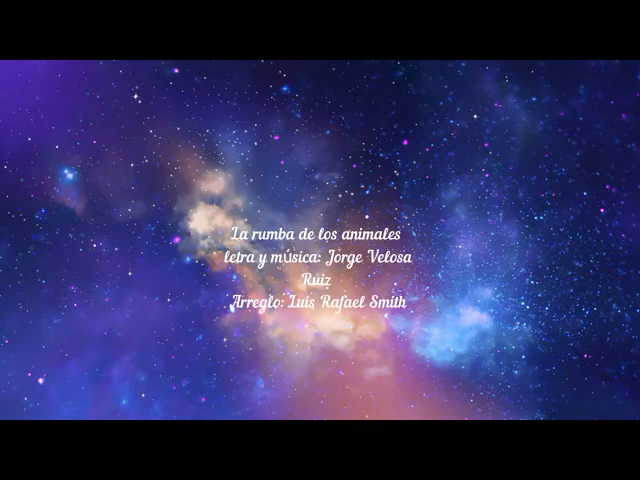 La rumba de los animales
letra y música: Jorge Velosa
Ruiz
Arreglo: Luis Rafael Smith